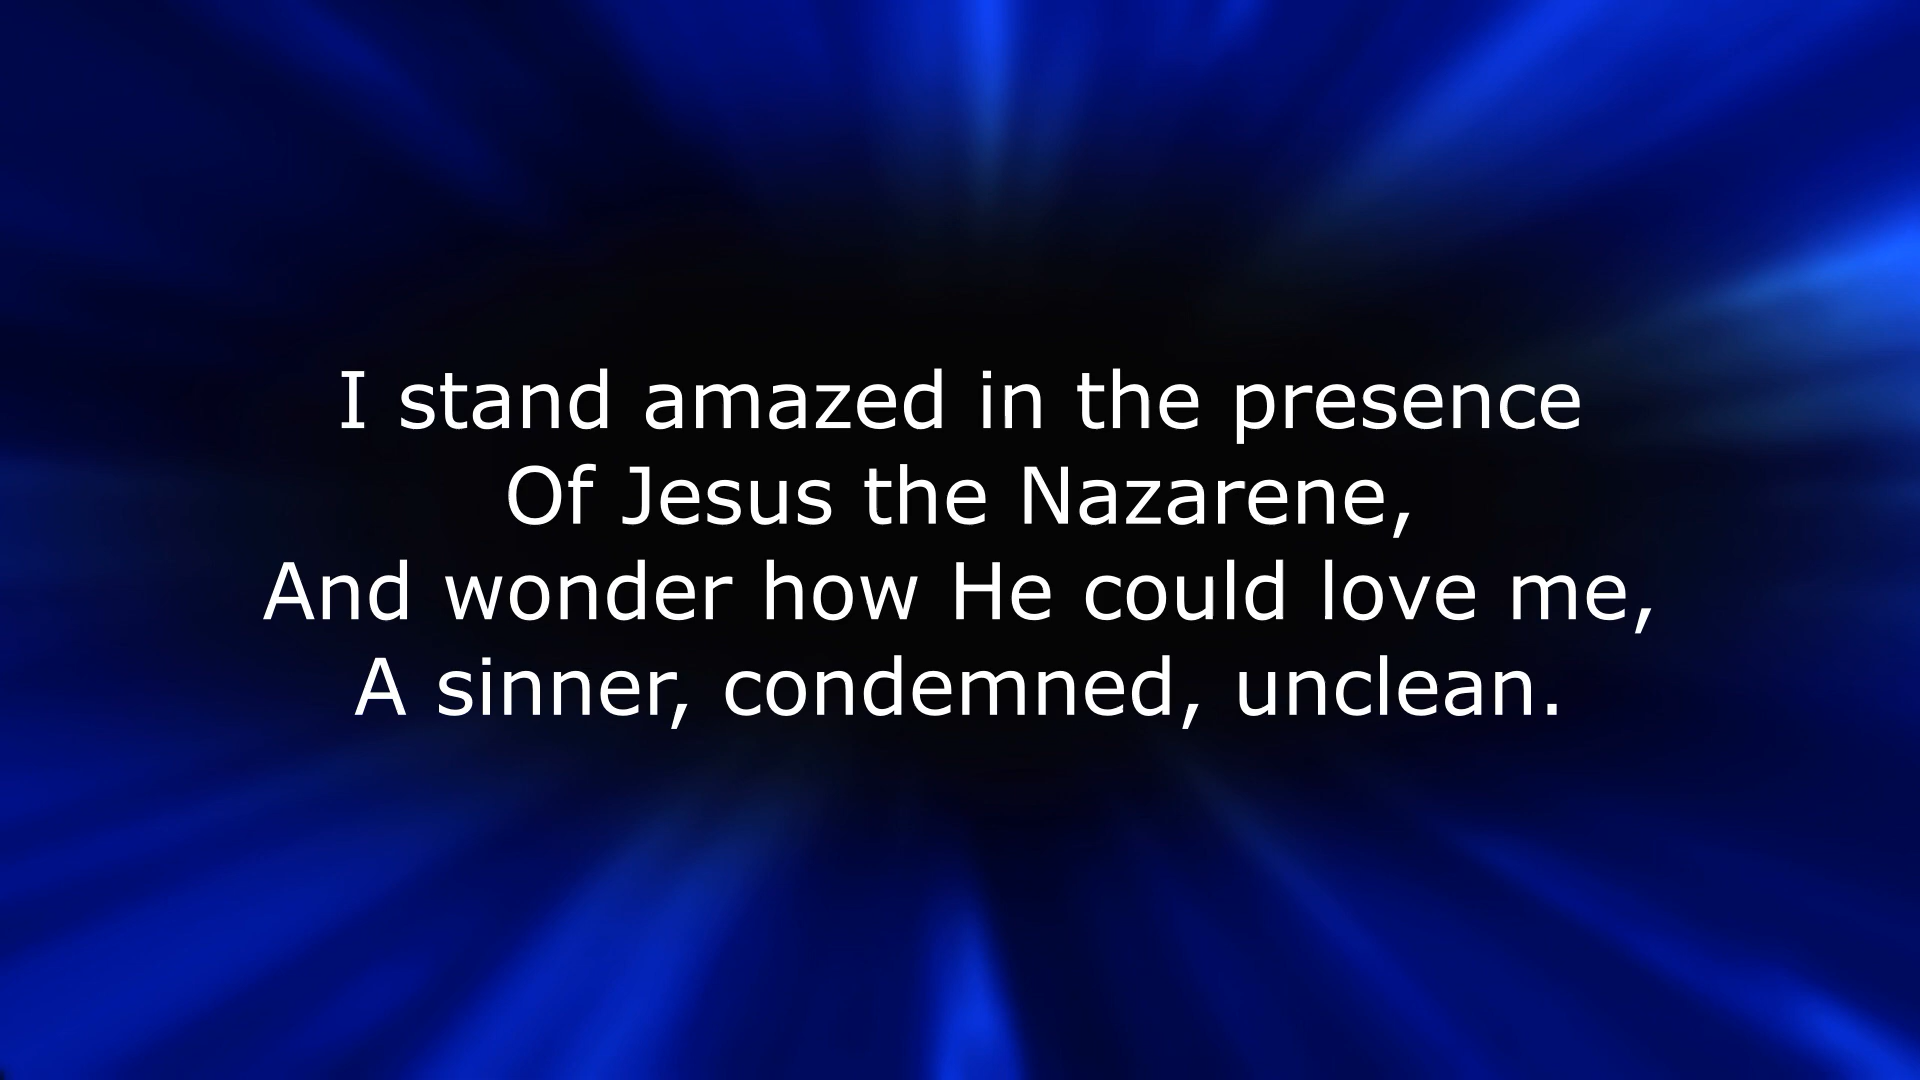 I stand amazed in the presence
Of Jesus the Nazarene,
And wonder how He could love me,
A sinner, condemned, unclean.